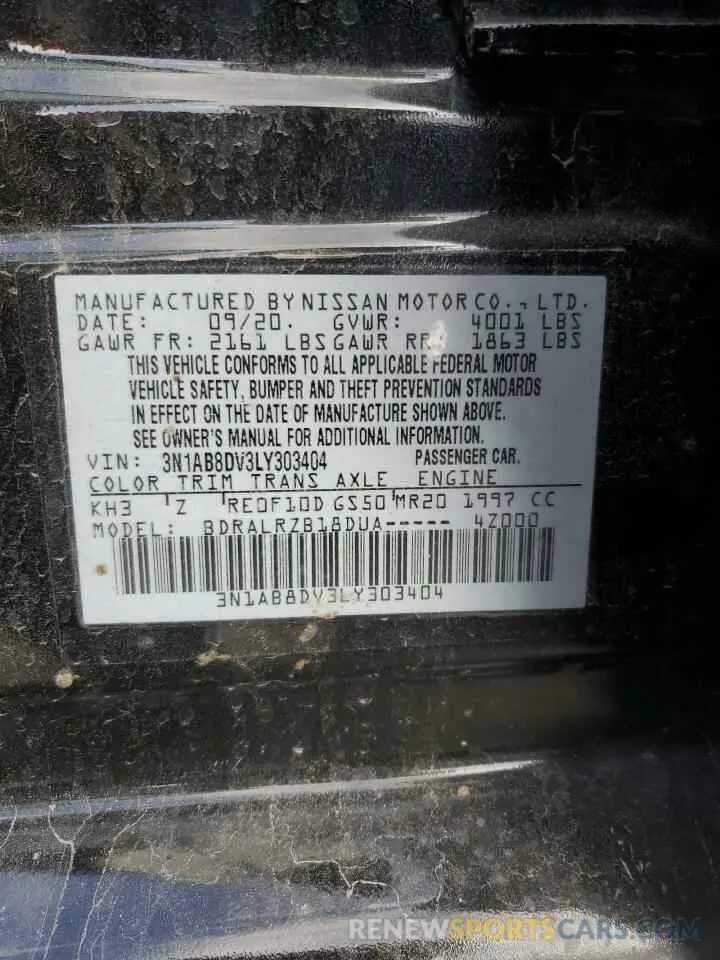 MANUFACTURED BY NISSAN MOTOR CO., LTD.
DATE: 09/20. GVWR: 4001 LBS
GAWR FR: 2161 LBS GAWR RR: 1863 LBS
THIS VEHICLE CONFORMS TO ALL APPLICABLE FEDERAL MOTOR
VEHICLE SAFETY, BUMPER AND THEFT PREVENTION STANDARDS
IN EFFECT ON THE DATE OF MANUFACTURE SHOWN ABOVE.
SEE OWNER'S MANUAL FOR ADDITIONAL INFORMATION.
VIN: 3N1AB8DV3LY303404 PASSENGER CAR.
COLOR TRIM TRANS AXLE ENGINE
KH3 Z RE0F10D GS50 MR20 1997 CC
MODEL: BDRALRZB18DUA----- 4Z000
3N1AB8DV3LY303404
RENEWSPORTSCARS.COM